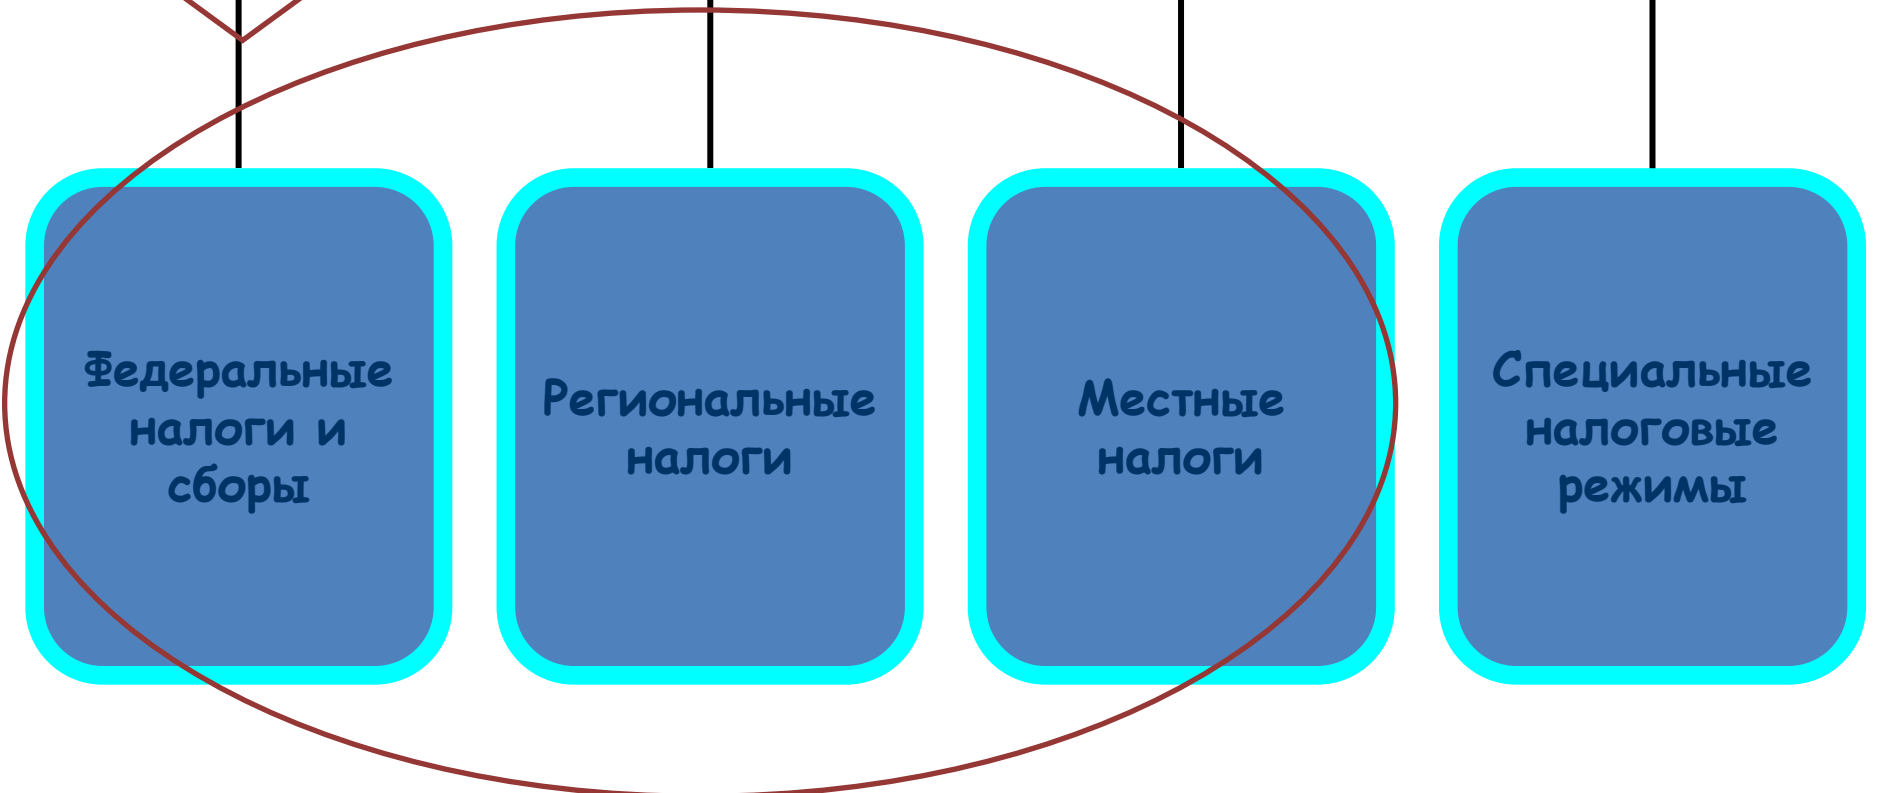 Федеральные
налоги и
сборы
Региональные
налоги
Местные
налоги
Специальные
налоговые
режимы